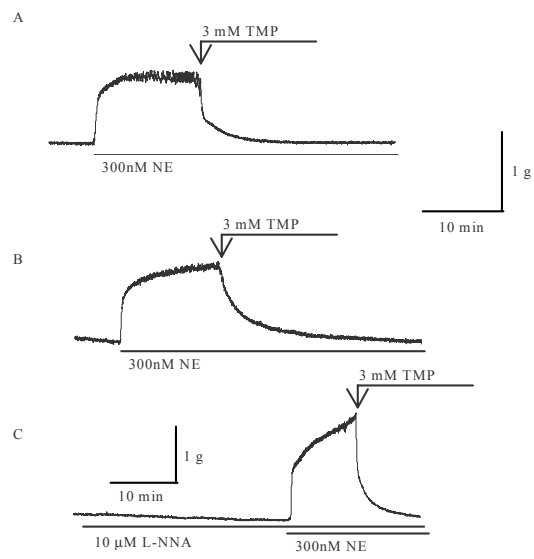 A
3 mM TMP
300nM NE
1 g
10 min
B
3 mM TMP
300nM NE
C
3 mM TMP
1 g
10 min
10 µM L-NNA
300nM NE